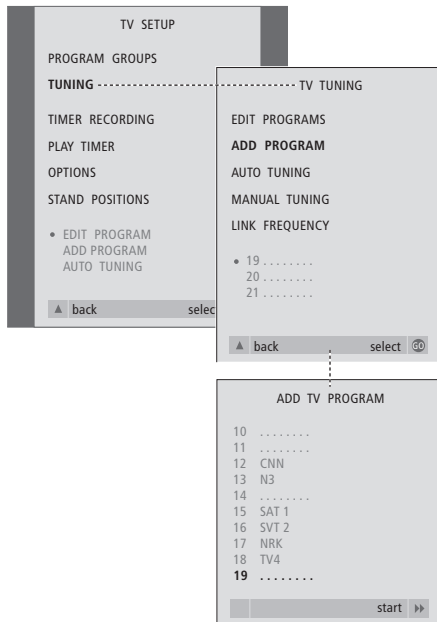 TV SETUP
PROGRAM GROUPS
TUNING
TIMER RECORDING
PLAY TIMER
OPTIONS
STAND POSITIONS
• EDIT PROGRAM
ADD PROGRAM
AUTO TUNING
▲ back selec
TV TUNING
EDIT PROGRAMS
ADD PROGRAM
AUTO TUNING
MANUAL TUNING
LINK FREQUENCY
• 19 . . . . . . . .
20 . . . . . . . .
21 . . . . . . . .
▲ back select GO
ADD TV PROGRAM
10 . . . . . . . .
11 . . . . . . . .
12 CNN
13 N3
14 . . . . . . . .
15 SAT 1
16 SVT 2
17 NRK
18 TV4
19 . . . . . . . .
start